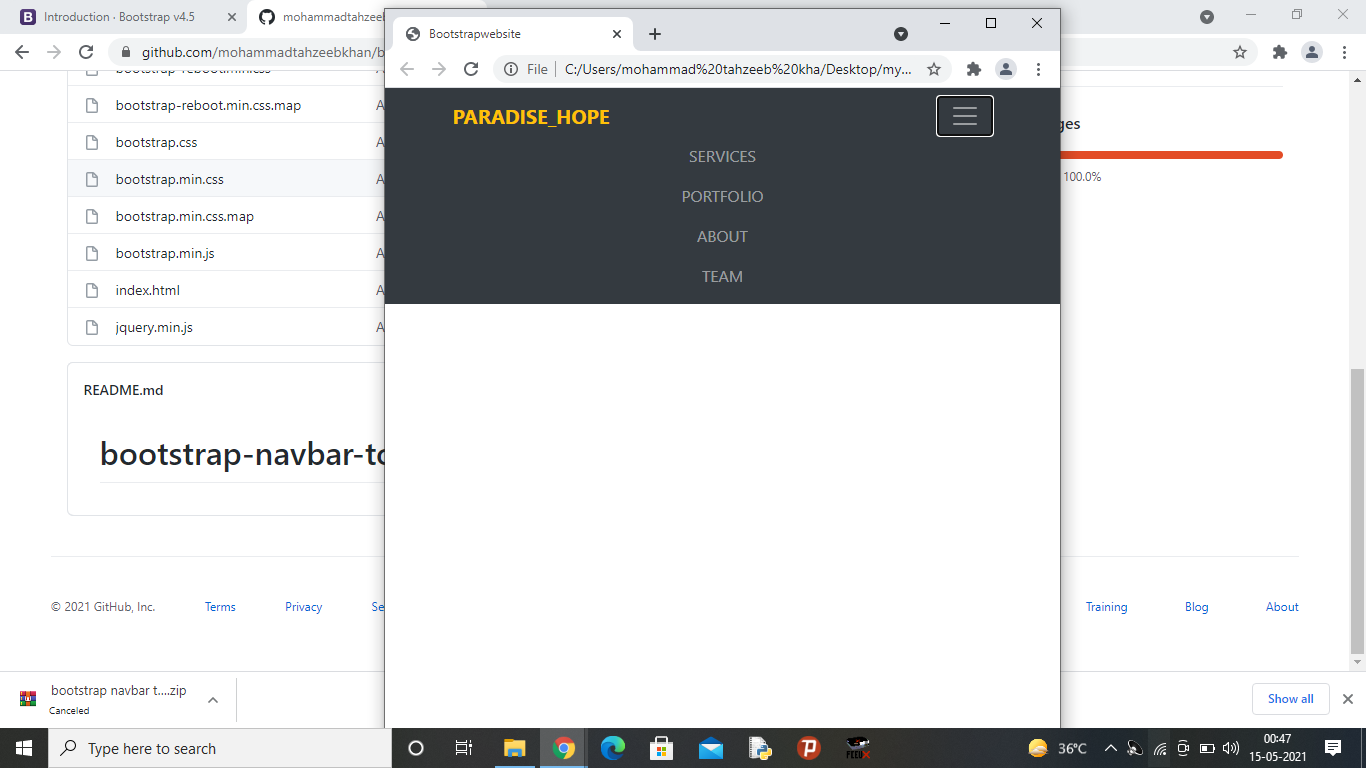 Introduction · Bootstrap v4.5
mohammadtahzeeb
github.com/mohammadtahzeebkhan/b
Bootstrapwebsite
File
C:/Users/mohammad%20tahzeeb%20kha/Desktop/my...
bootstrap-reboot.min.css
bootstrap-reboot.min.css.map
A
bootstrap.css
A
bootstrap.min.css
A
bootstrap.min.css.map
A
bootstrap.min.js
A
index.html
A
jquery.min.js
A
PARADISE_HOPE
SERVICES
PORTFOLIO
ABOUT
TEAM
ges
100.0%
README.md
bootstrap-navbar-to
© 2021 GitHub, Inc.
Terms
Privacy
Se
Training
Blog
About
bootstrap navbar t....zip
Canceled
Show all
Type here to search
36°C
00:47
15-05-2021